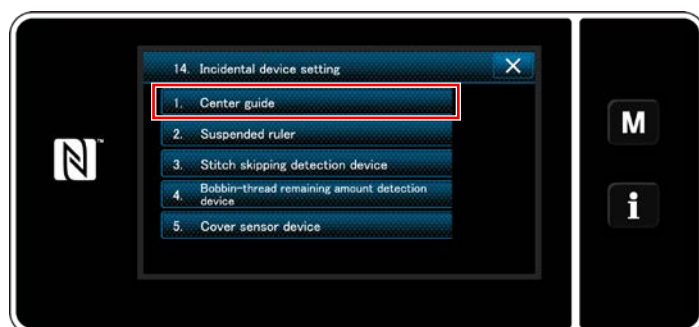 14. Incidental device setting
1. Center guide
2. Suspended ruler
3. Stitch skipping detection device
4. Bobbin-thread remaining amount detection
device
5. Cover sensor device
M
i